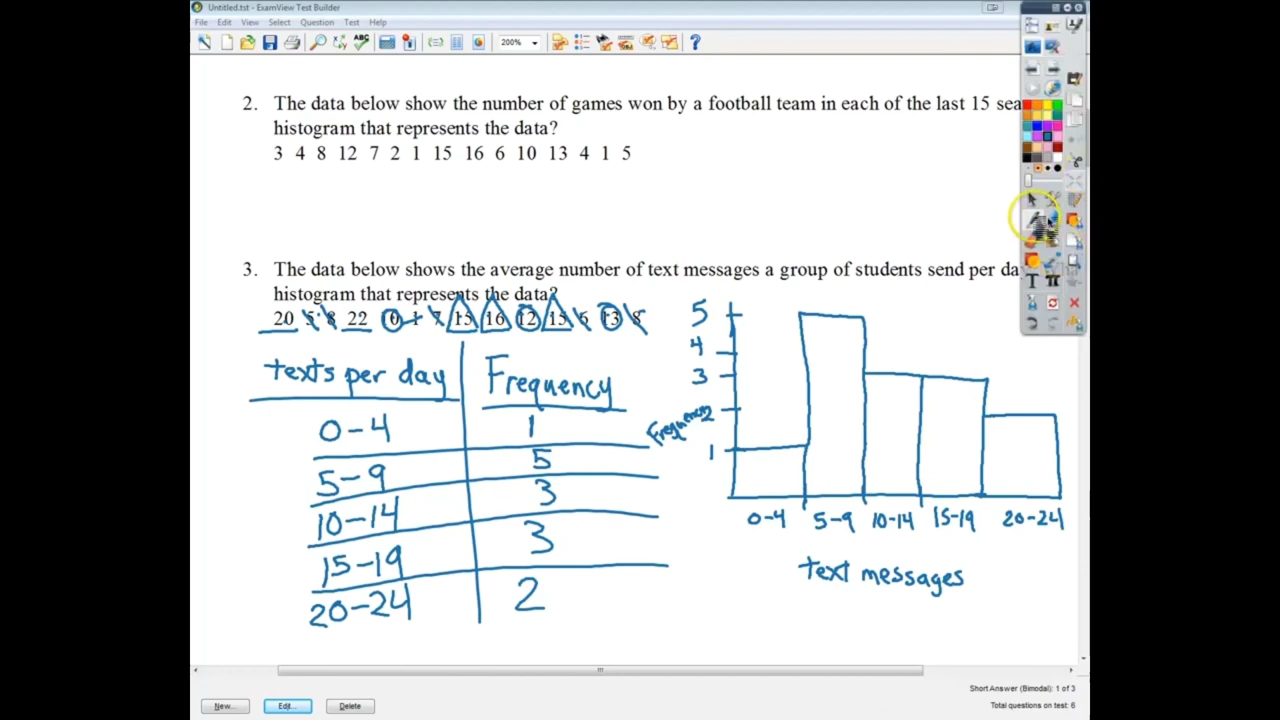 Untitled.tst - ExamView Test Builder
File Edit View Select Question Test Help
200%
2. The data below show the number of games won by a football team in each of the last 15 sea
histogram that represents the data?
3 4 8 12 7 2 1 15 16 6 10 13 4 1 5
3. The data below shows the average number of text messages a group of students send per da
histogram that represents the data?
20 5 8 22 10 1 7 15 16 12 15 6 13 8
texts per day Frequency
0-4 1
5-9 5
10-14 3
15-19 3
20-24 2
5
4
3
2
1
Frequency
0-4 5-9 10-14 15-19 20-24
text messages
Short Answer (Bimodal): 1 of 3
New... Edit... Delete
Total questions on test: 6